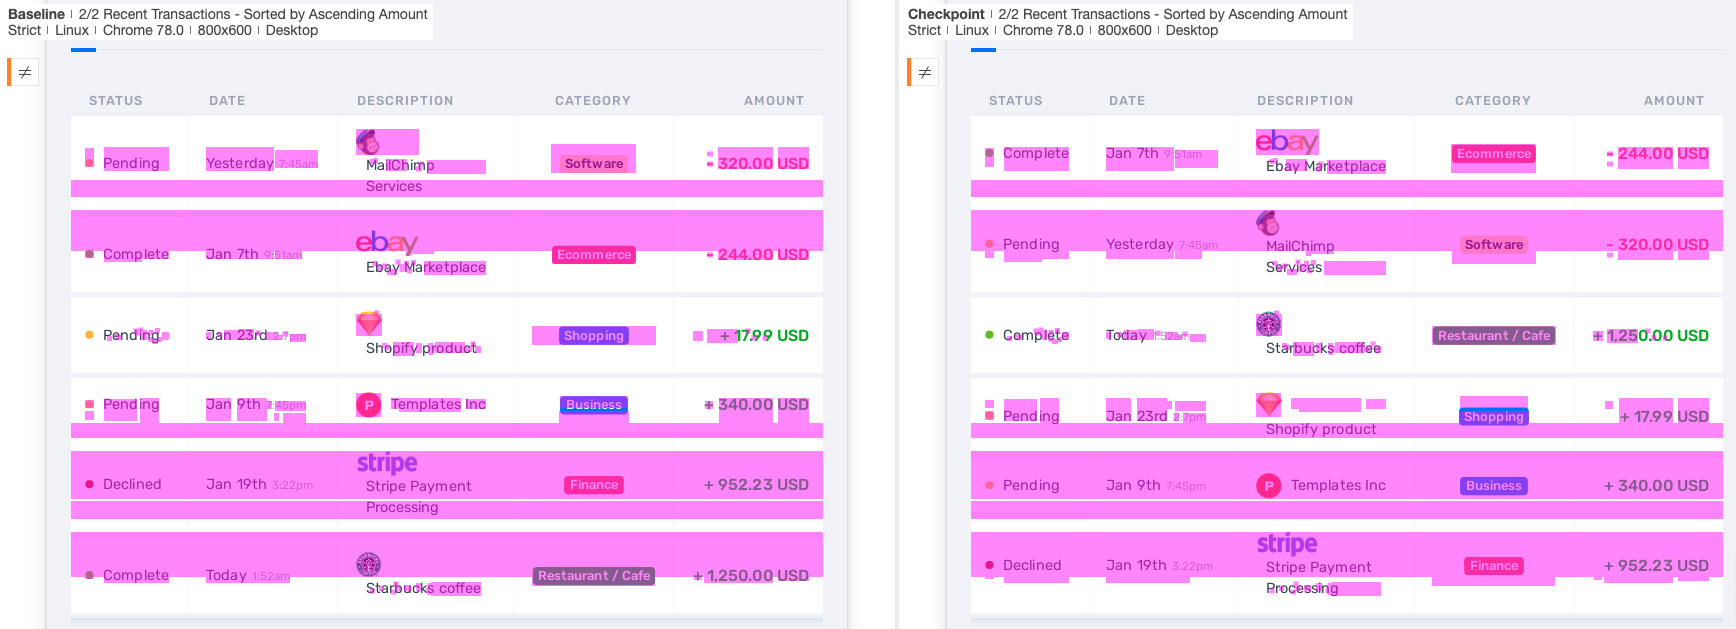 Baseline | 2/2 Recent Transactions - Sorted by Ascending Amount
Strict | Linux | Chrome 78.0 | 800x600 | Desktop
≠
STATUS DATE DESCRIPTION CATEGORY AMOUNT
Pending Yesterday 7:45am MailChimp Software - 320.00 USD
Services
ebay
Complete Jan 7th 9:51am Ecommerce - 244.00 USD
Ebay Marketplace
Pending Jan 23rd 2:7pm Shopping + 17.99 USD
Shopify product
Pending Jan 9th 7:45pm P Templates Inc Business + 340.00 USD
stripe
Declined Jan 19th 3:22pm Stripe Payment Finance + 952.23 USD
Processing
Complete Today 1:52am Restaurant / Cafe + 1,250.00 USD
Starbucks coffee
Checkpoint | 2/2 Recent Transactions - Sorted by Ascending Amount
Strict | Linux | Chrome 78.0 | 800x600 | Desktop
≠
STATUS DATE DESCRIPTION CATEGORY AMOUNT
ebay
Complete Jan 7th 9:51am Ecommerce - 244.00 USD
Ebay Marketplace
Pending Yesterday 7:45am MailChimp Software - 320.00 USD
Services
Complete Today 1:52am Restaurant / Cafe + 1,250.00 USD
Starbucks coffee
Pending Jan 23rd 2:7pm Shopping + 17.99 USD
Shopify product
Pending Jan 9th 7:45pm P Templates Inc Business + 340.00 USD
stripe
Declined Jan 19th 3:22pm Stripe Payment Finance + 952.23 USD
Processing